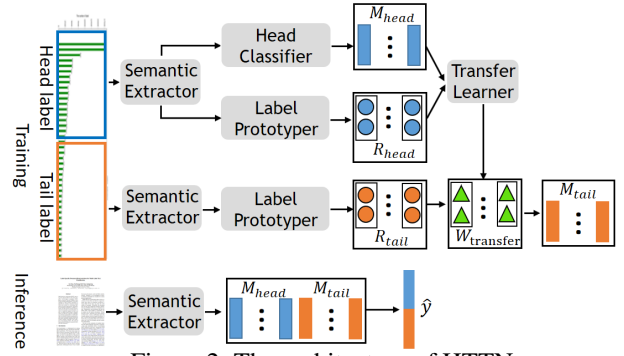 M_head
Head
Classifier
Head label
Semantic
Extractor
Transfer
Learner
Label
Prototyper
R_head
Training
Tail label
Semantic
Extractor
Label
Prototyper
R_tail
W_transfer
M_tail
Inference
Semantic
Extractor
M_head M_tail
ŷ